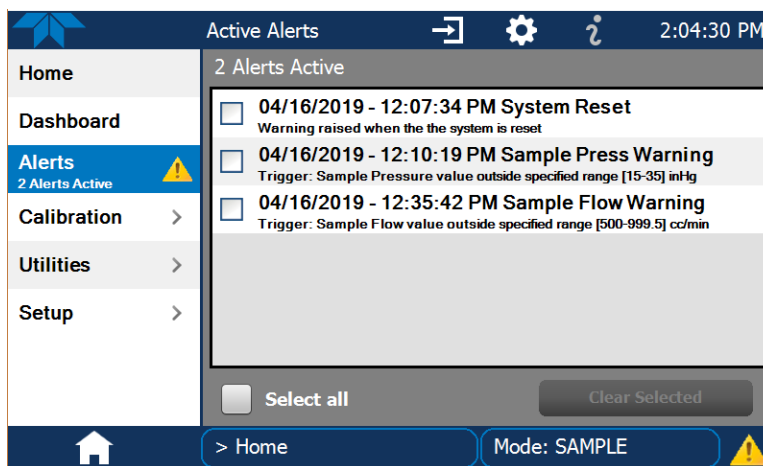 Active Alerts
2:04:30 PM
Home
2 Alerts Active
Dashboard
Alerts
2 Alerts Active
Calibration
Utilities
Setup
04/16/2019 - 12:07:34 PM System Reset
Warning raised when the the system is reset
04/16/2019 - 12:10:19 PM Sample Press Warning
Trigger: Sample Pressure value outside specified range [15-35] inHg
04/16/2019 - 12:35:42 PM Sample Flow Warning
Trigger: Sample Flow value outside specified range [500-999.5] cc/min
Select all
Clear Selected
> Home
Mode: SAMPLE